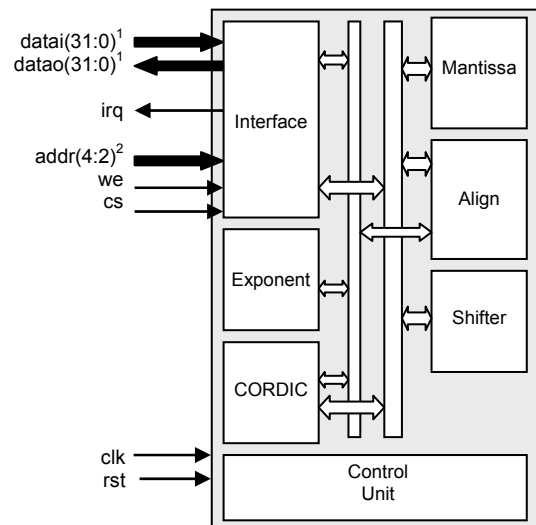 datai(31:0)¹
datao(31:0)¹
irq
addr(4:2)²
we
cs
clk
rst
Interface
Exponent
CORDIC
Mantissa
Align
Shifter
Control
Unit